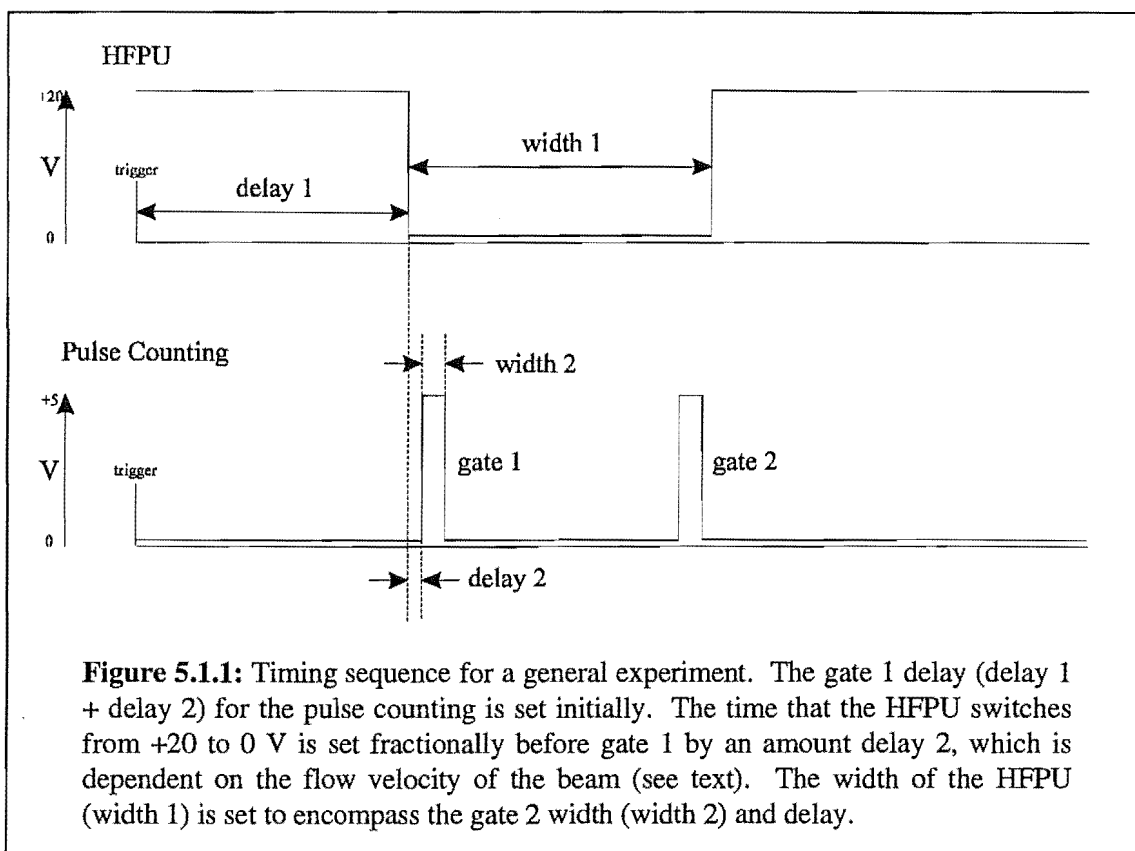 HFPU
+20
V
trigger
width 1
delay 1
0
Pulse Counting
width 2
+5
V
trigger
gate 1
gate 2
0
delay 2
Figure 5.1.1: Timing sequence for a general experiment. The gate 1 delay (delay 1
+ delay 2) for the pulse counting is set initially. The time that the HFPU switches
from +20 to 0 V is set fractionally before gate 1 by an amount delay 2, which is
dependent on the flow velocity of the beam (see text). The width of the HFPU
(width 1) is set to encompass the gate 2 width (width 2) and delay.